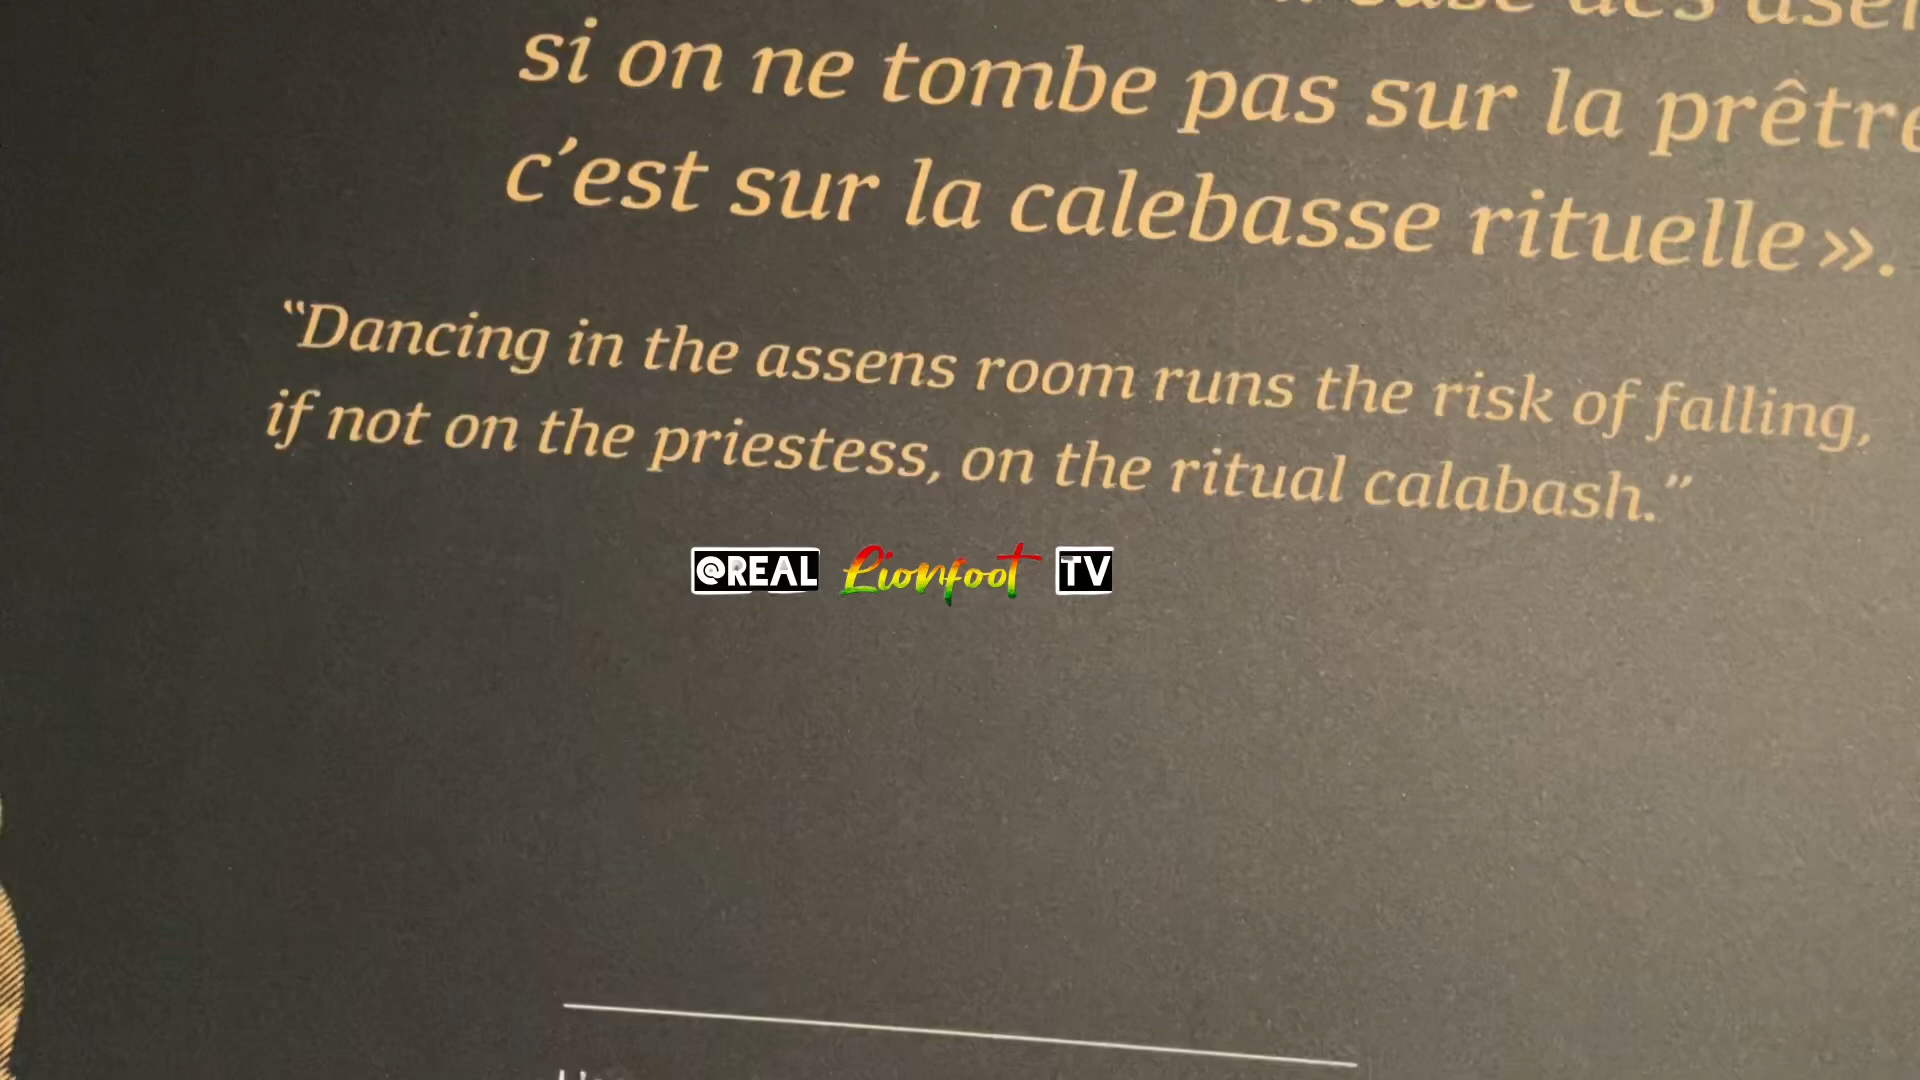 des
si on ne tombe pas sur la prêtre
c’est sur la calebasse rituelle».
“Dancing in the assens room runs the risk of falling,
if not on the priestess, on the ritual calabash.”
@REAL Lionfoot TV